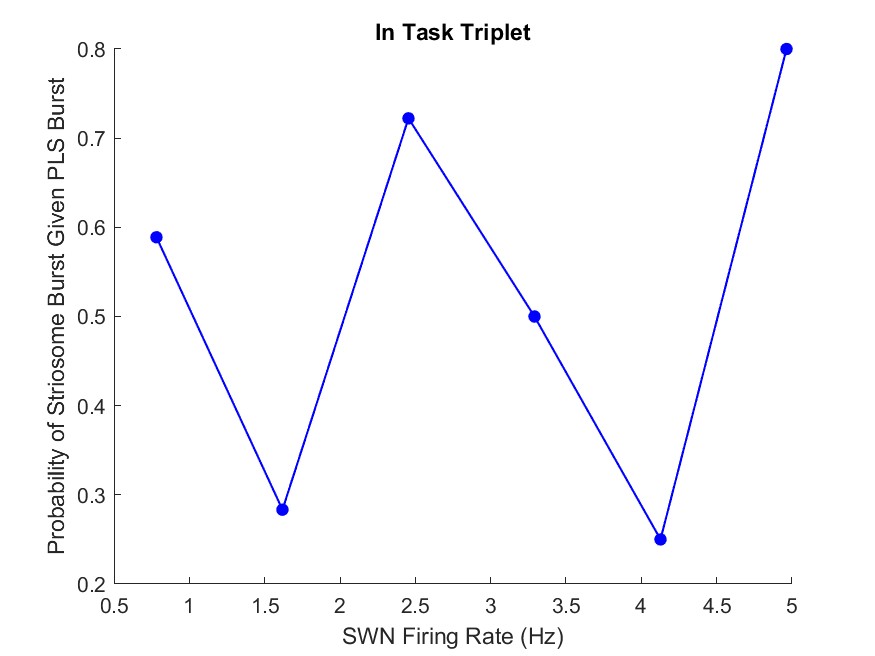 In Task Triplet
Probability of Striosome Burst Given PLS Burst
0.8
0.7
0.6
0.5
0.4
0.3
0.2
0.5 1 1.5 2 2.5 3 3.5 4 4.5 5
SWN Firing Rate (Hz)